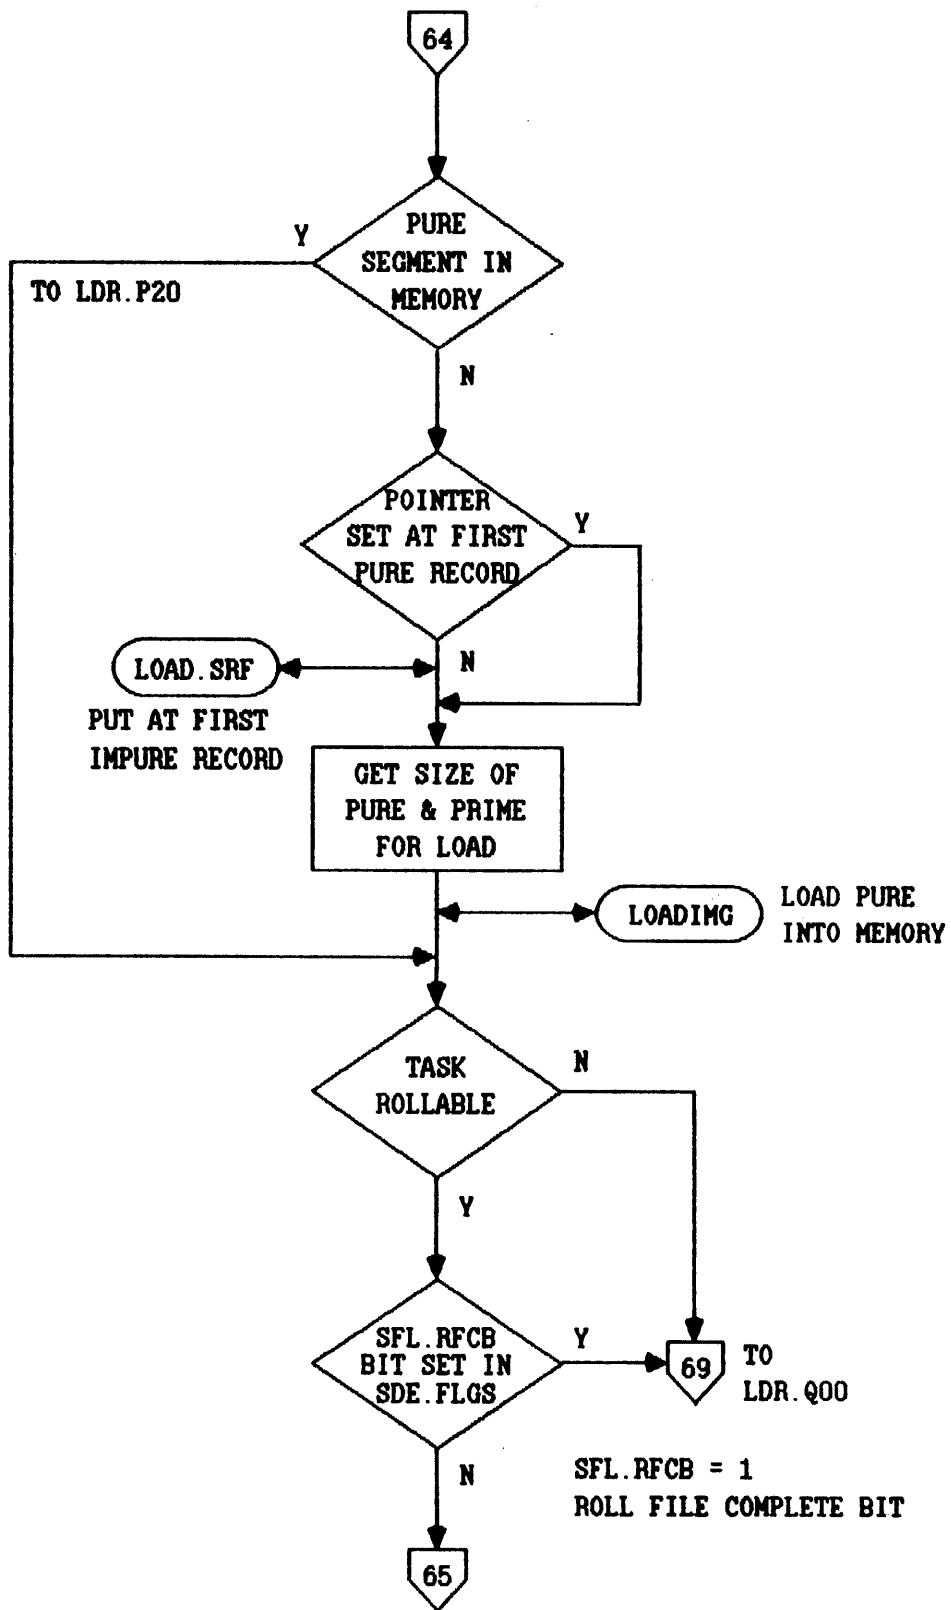 64
PURE
SEGMENT IN
MEMORY
Y
TO LDR.P20
N
POINTER
SET AT FIRST
PURE RECORD
Y
N
LOAD.SRF
PUT AT FIRST
IMPURE RECORD
GET SIZE OF
PURE & PRIME
FOR LOAD
LOADIMG
LOAD PURE
INTO MEMORY
TASK
ROLLABLE
N
Y
SFL.RFCB
BIT SET IN
SDE.FLGS
Y
69
TO
LDR.Q00
N
SFL.RFCB = 1
ROLL FILE COMPLETE BIT
65